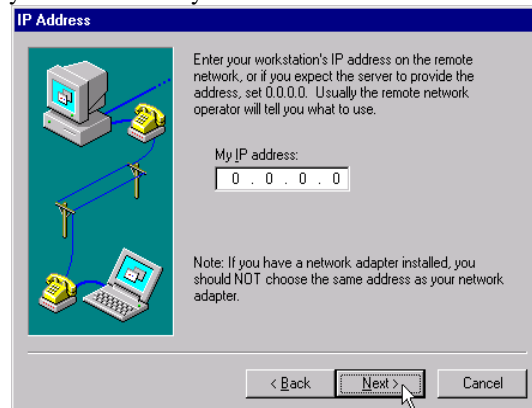 IP Address
Enter your workstation's IP address on the remote
network, or if you expect the server to provide the
address, set 0.0.0.0. Usually the remote network
operator will tell you what to use.
My IP address:
0 . 0 . 0 . 0
Note: If you have a network adapter installed, you
should NOT choose the same address as your network
adapter.
< Back Next > Cancel